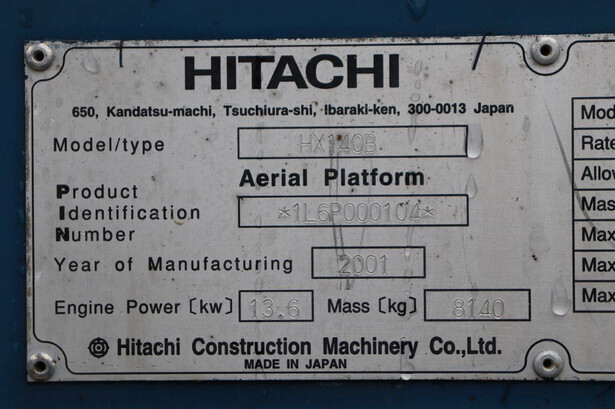 HITACHI
650, Kandatsu-machi, Tsuchiura-shi, Ibaraki-ken, 300-0013 Japan
Model/type HX140B
Aerial Platform
Product
Identification *1L6P000104*
Number
Year of Manufacturing 2001
Engine Power (kw) 13.6 Mass (kg) 8140
Hitachi Construction Machinery Co.,Ltd.
MADE IN JAPAN
Mod
Rate
Allo
Mas
Max
Max
Max